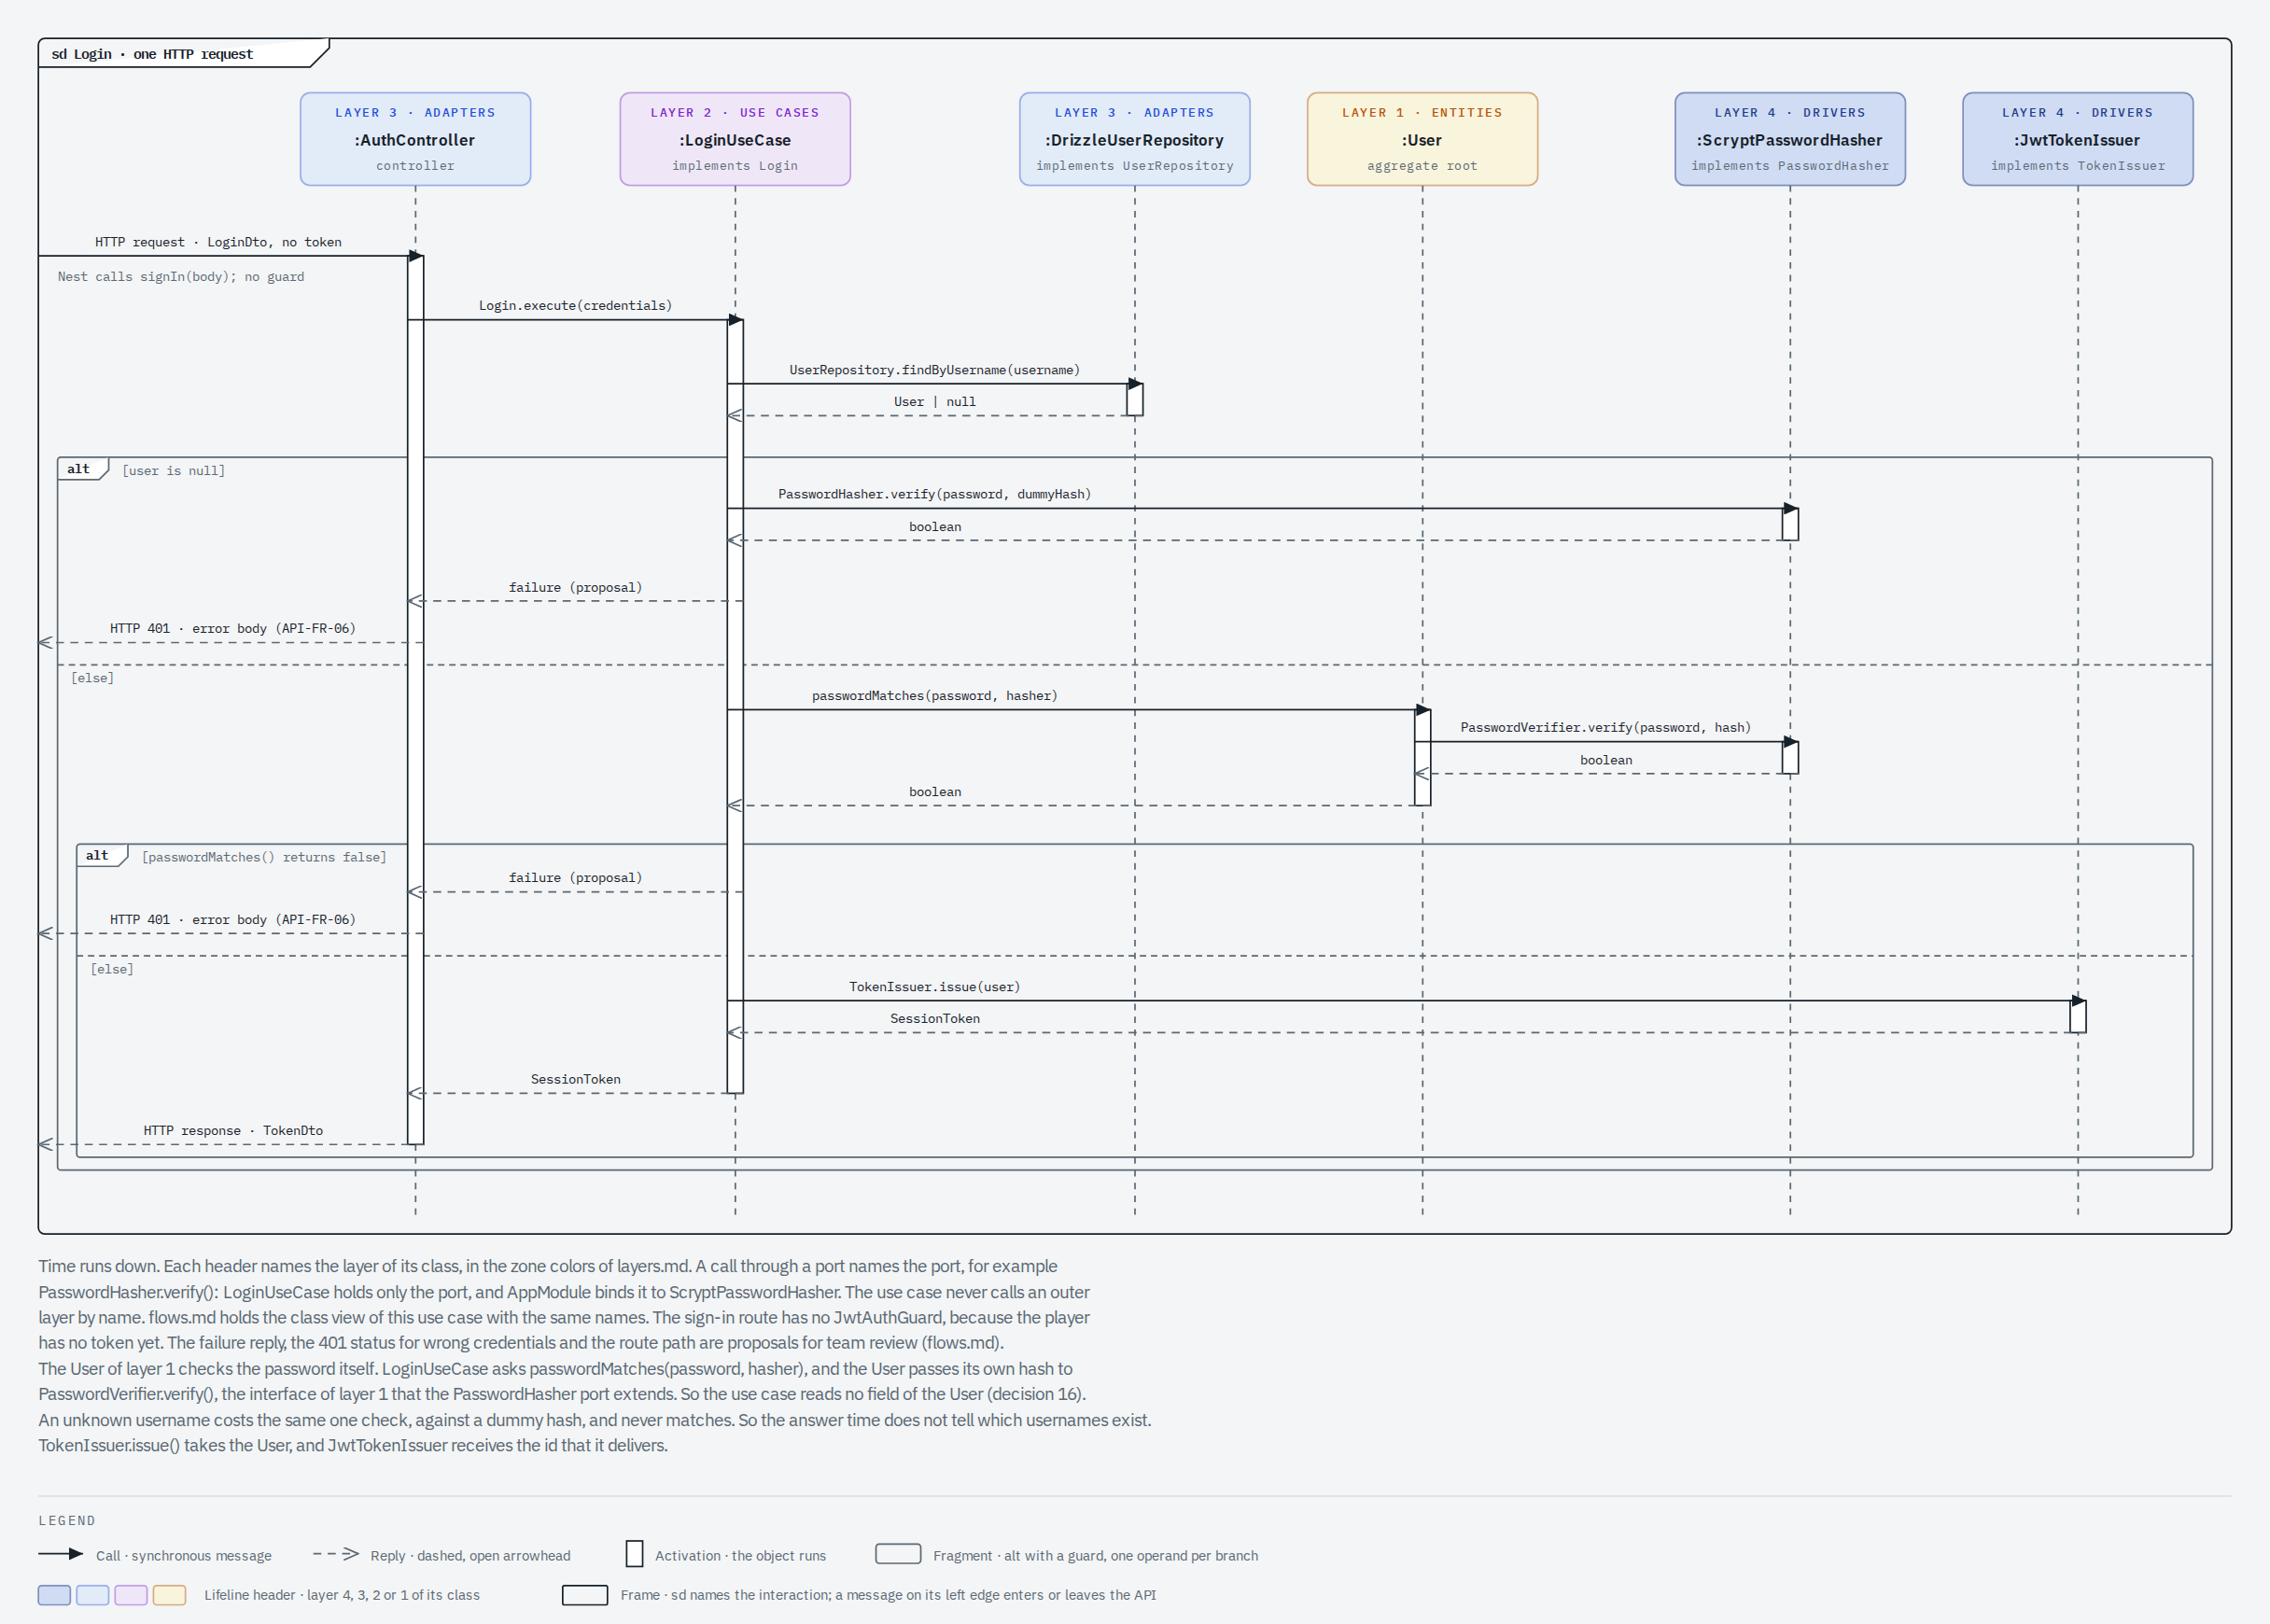 sd Login · one HTTP request
LAYER 3 · ADAPTERS
:AuthController
controller
LAYER 2 · USE CASES
:LoginUseCase
implements Login
LAYER 3 · ADAPTERS
:DrizzleUserRepository
implements UserRepository
LAYER 1 · ENTITIES
:User
aggregate root
LAYER 4 · DRIVERS
:ScryptPasswordHasher
implements PasswordHasher
LAYER 4 · DRIVERS
:JwtTokenIssuer
implements TokenIssuer
HTTP request · LoginDto, no token
Nest calls signIn(body); no guard
Login.execute(credentials)
UserRepository.findByUsername(username)
User | null
alt [user is null]
PasswordHasher.verify(password, dummyHash)
boolean
failure (proposal)
HTTP 401 · error body (API-FR-06)
[else]
passwordMatches(password, hasher)
PasswordVerifier.verify(password, hash)
boolean
boolean
alt [passwordMatches() returns false]
failure (proposal)
HTTP 401 · error body (API-FR-06)
[else]
TokenIssuer.issue(user)
SessionToken
SessionToken
HTTP response · TokenDto
Time runs down. Each header names the layer of its class, in the zone colors of layers.md. A call through a port names the port, for example
PasswordHasher.verify(): LoginUseCase holds only the port, and AppModule binds it to ScryptPasswordHasher. The use case never calls an outer
layer by name. flows.md holds the class view of this use case with the same names. The sign-in route has no JwtAuthGuard, because the player
has no token yet. The failure reply, the 401 status for wrong credentials and the route path are proposals for team review (flows.md).
The User of layer 1 checks the password itself. LoginUseCase asks passwordMatches(password, hasher), and the User passes its own hash to
PasswordVerifier.verify(), the interface of layer 1 that the PasswordHasher port extends. So the use case reads no field of the User (decision 16).
An unknown username costs the same one check, against a dummy hash, and never matches. So the answer time does not tell which usernames exist.
TokenIssuer.issue() takes the User, and JwtTokenIssuer receives the id that it delivers.
LEGEND
Call · synchronous message
Reply · dashed, open arrowhead
Activation · the object runs
Fragment · alt with a guard, one operand per branch
Lifeline header · layer 4, 3, 2 or 1 of its class
Frame · sd names the interaction; a message on its left edge enters or leaves the API